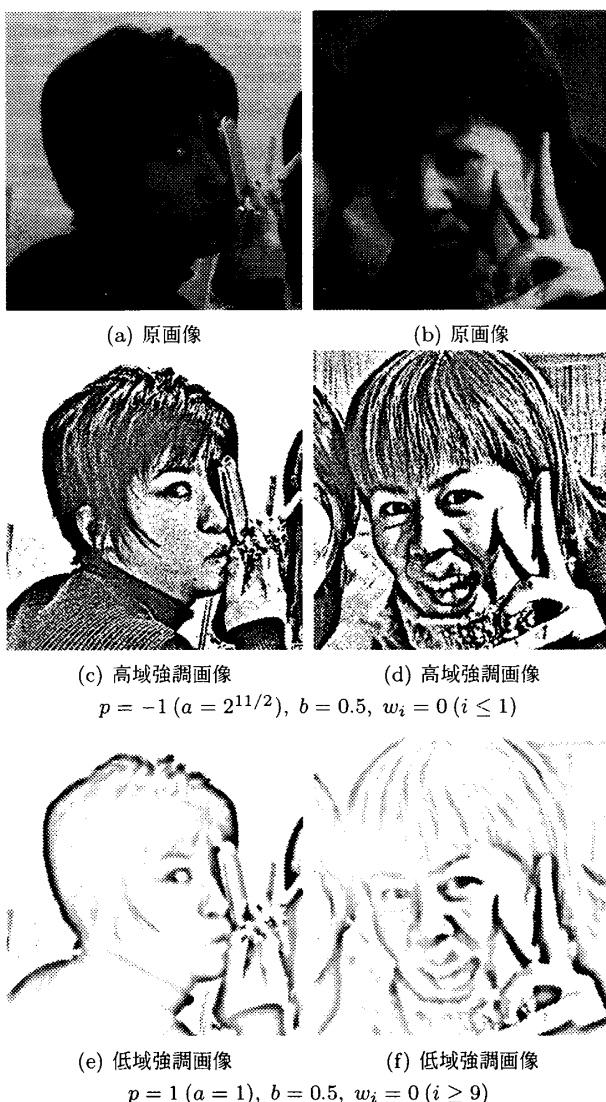 (a) 原画像
(b) 原画像
(c) 高域強調画像
(d) 高域強調画像
p = −1 (a = 2^{11/2}), b = 0.5, w_i = 0 (i ≤ 1)
(e) 低域強調画像
(f) 低域強調画像
p = 1 (a = 1), b = 0.5, w_i = 0 (i ≥ 9)